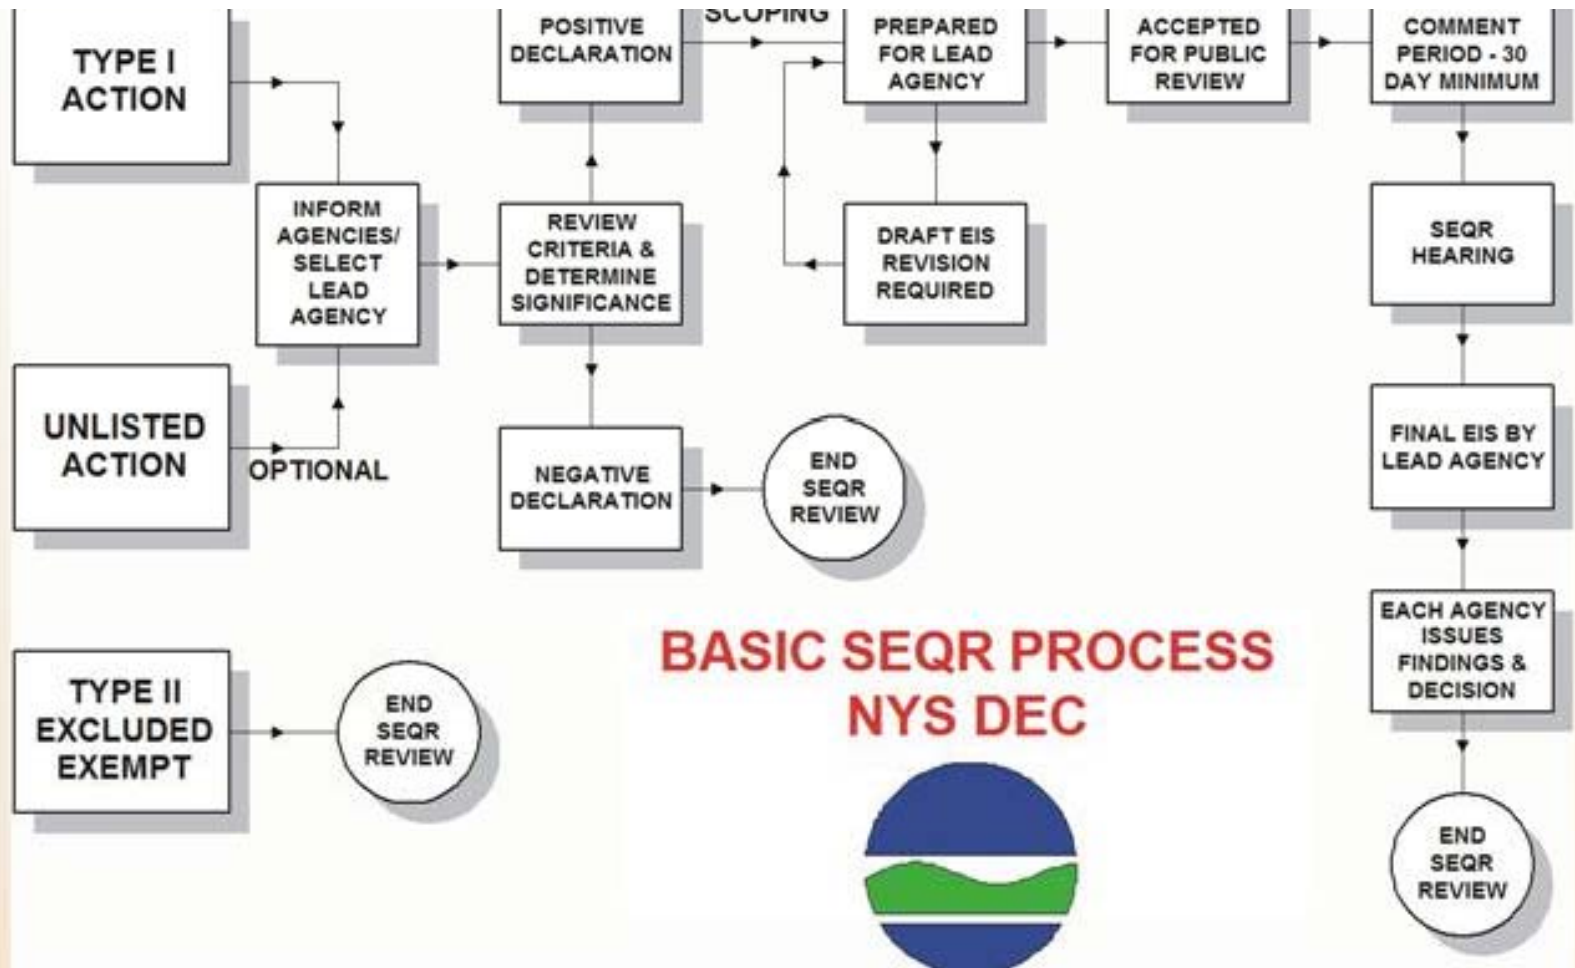 TYPE I
ACTION
POSITIVE
DECLARATION
SCOPING
PREPARED
FOR LEAD
AGENCY
ACCEPTED
FOR PUBLIC
REVIEW
COMMENT
PERIOD - 30
DAY MINIMUM
INFORM
AGENCIES/
SELECT
LEAD
AGENCY
REVIEW
CRITERIA &
DETERMINE
SIGNIFICANCE
DRAFT EIS
REVISION
REQUIRED
SEQR
HEARING
UNLISTED
ACTION
OPTIONAL
NEGATIVE
DECLARATION
END
SEQR
REVIEW
FINAL EIS BY
LEAD AGENCY
EACH AGENCY
ISSUES
FINDINGS &
DECISION
TYPE II
EXCLUDED
EXEMPT
END
SEQR
REVIEW
BASIC SEQR PROCESS
NYS DEC
END
SEQR
REVIEW